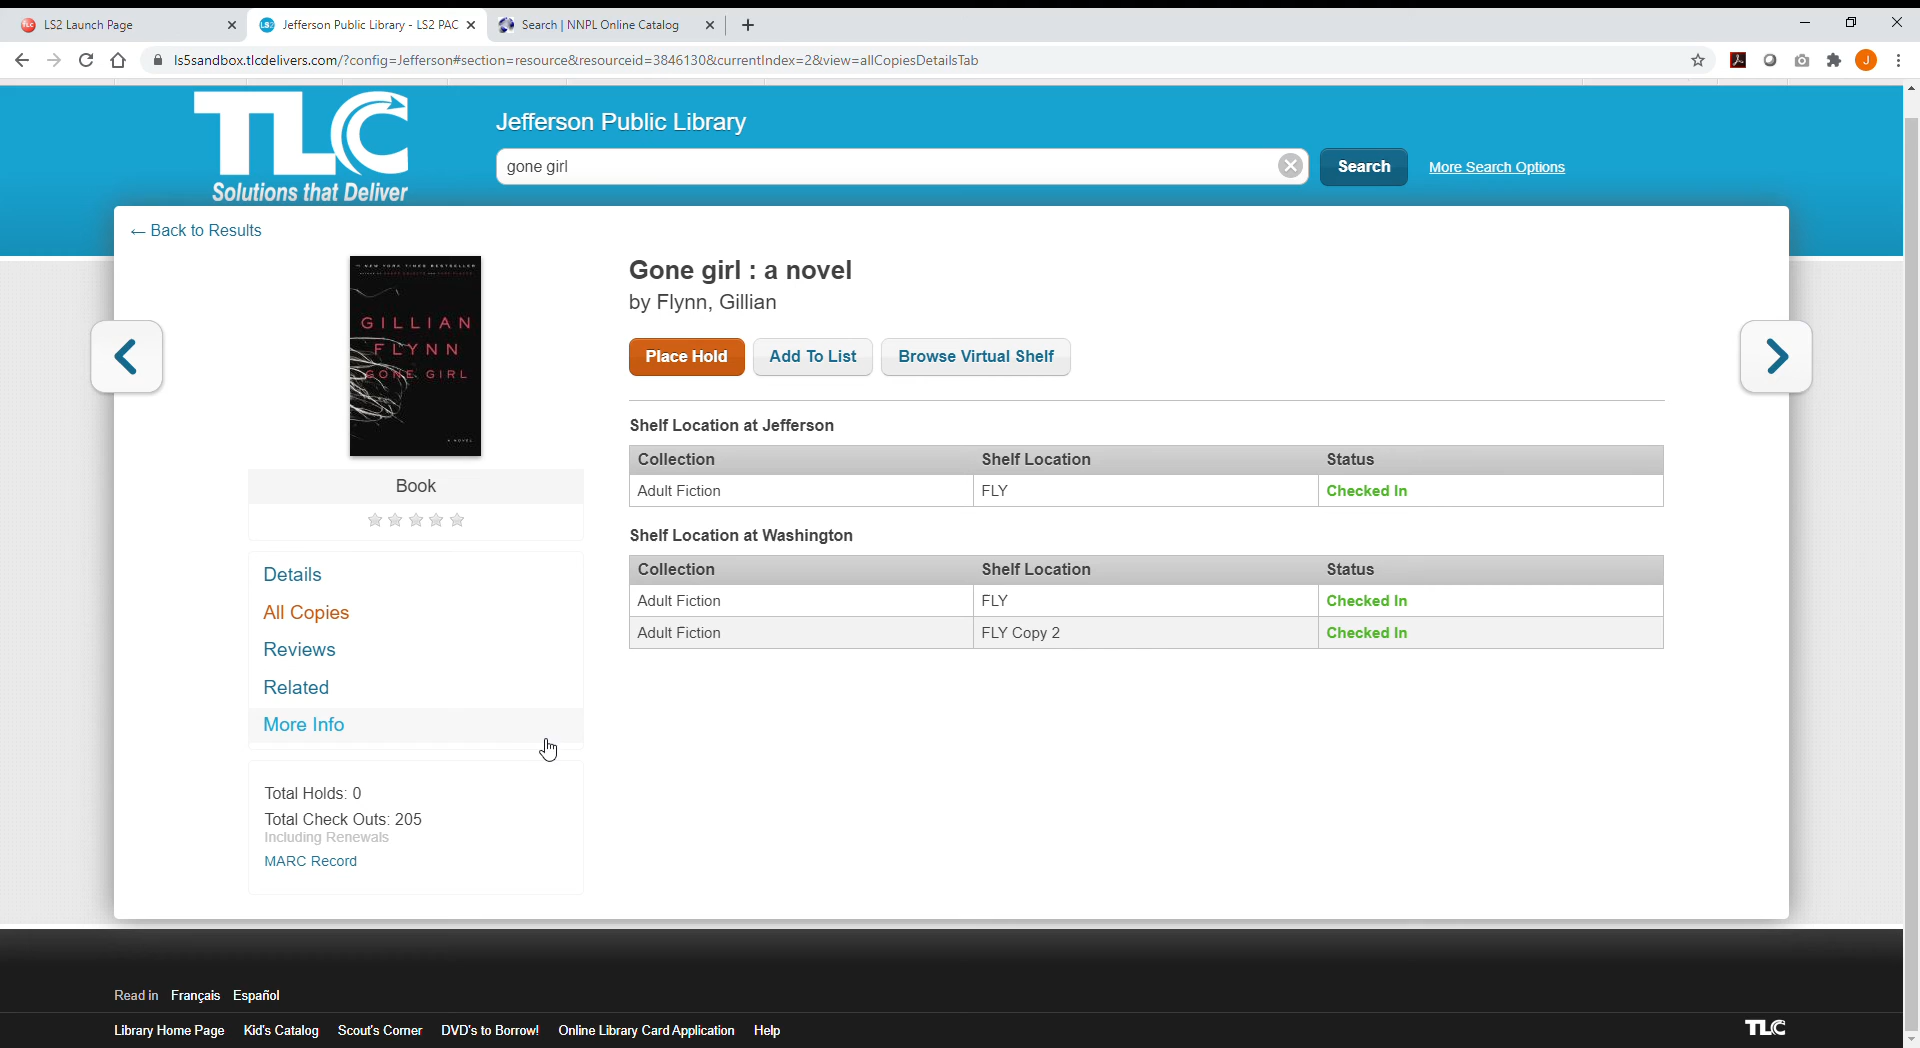 LS2 Launch Page
Jefferson Public Library - LS2 PAC
Search | NNPL Online Catalog
ls5sandbox.tlcdelivers.com/?config=Jefferson#section=resource&resourceid=3846130&currentIndex=2&view=allCopiesDetailsTab
J
TLC
Solutions that Deliver
Jefferson Public Library
gone girl
Search
More Search Options
← Back to Results
#1 NEW YORK TIMES BESTSELLER
GILLIAN
FLYNN
GONE GIRL
A NOVEL
Gone girl : a novel
by Flynn, Gillian
Place Hold
Add To List
Browse Virtual Shelf
Shelf Location at Jefferson
Collection Shelf Location Status
Adult Fiction FLY Checked In
Shelf Location at Washington
Collection Shelf Location Status
Adult Fiction FLY Checked In
Adult Fiction FLY Copy 2 Checked In
Book
Details
All Copies
Reviews
Related
More Info
Total Holds: 0
Total Check Outs: 205
Including Renewals
MARC Record
Read in Français Español
Library Home Page Kid's Catalog Scout's Corner DVD's to Borrow! Online Library Card Application Help
TLC